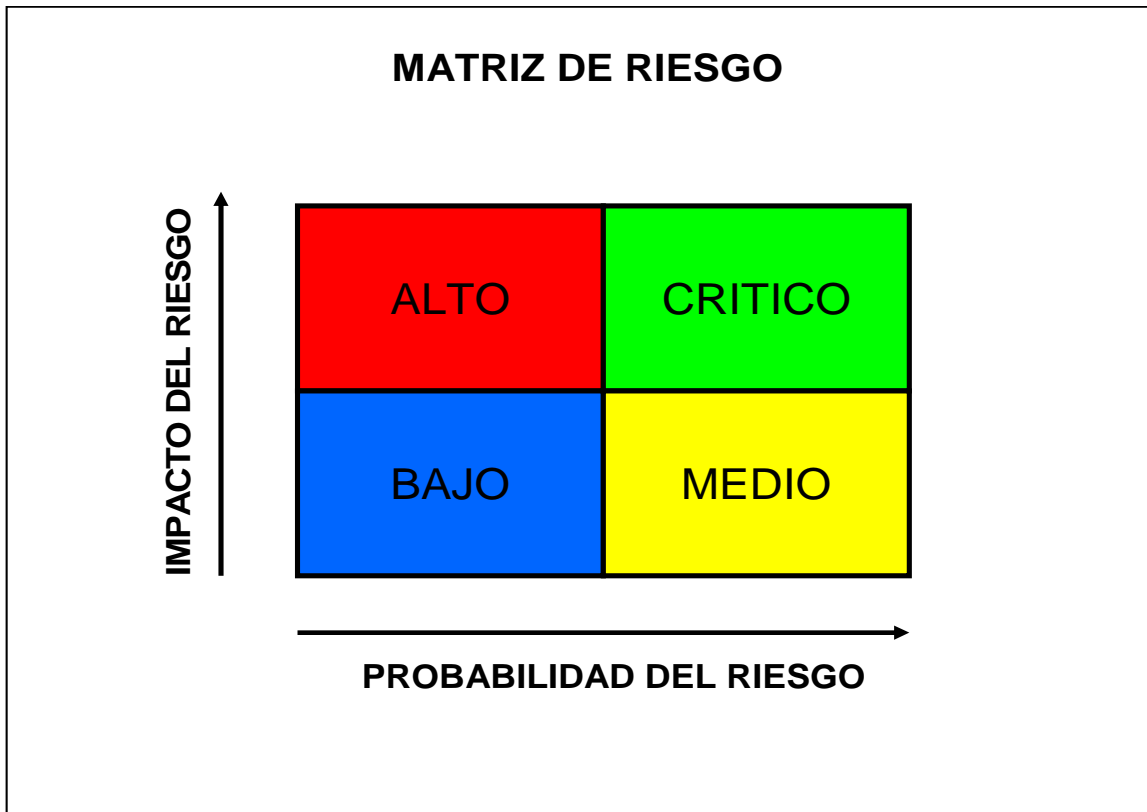 MATRIZ DE RIESGO
IMPACTO DEL RIESGO
ALTO
CRITICO
BAJO
MEDIO
PROBABILIDAD DEL RIESGO